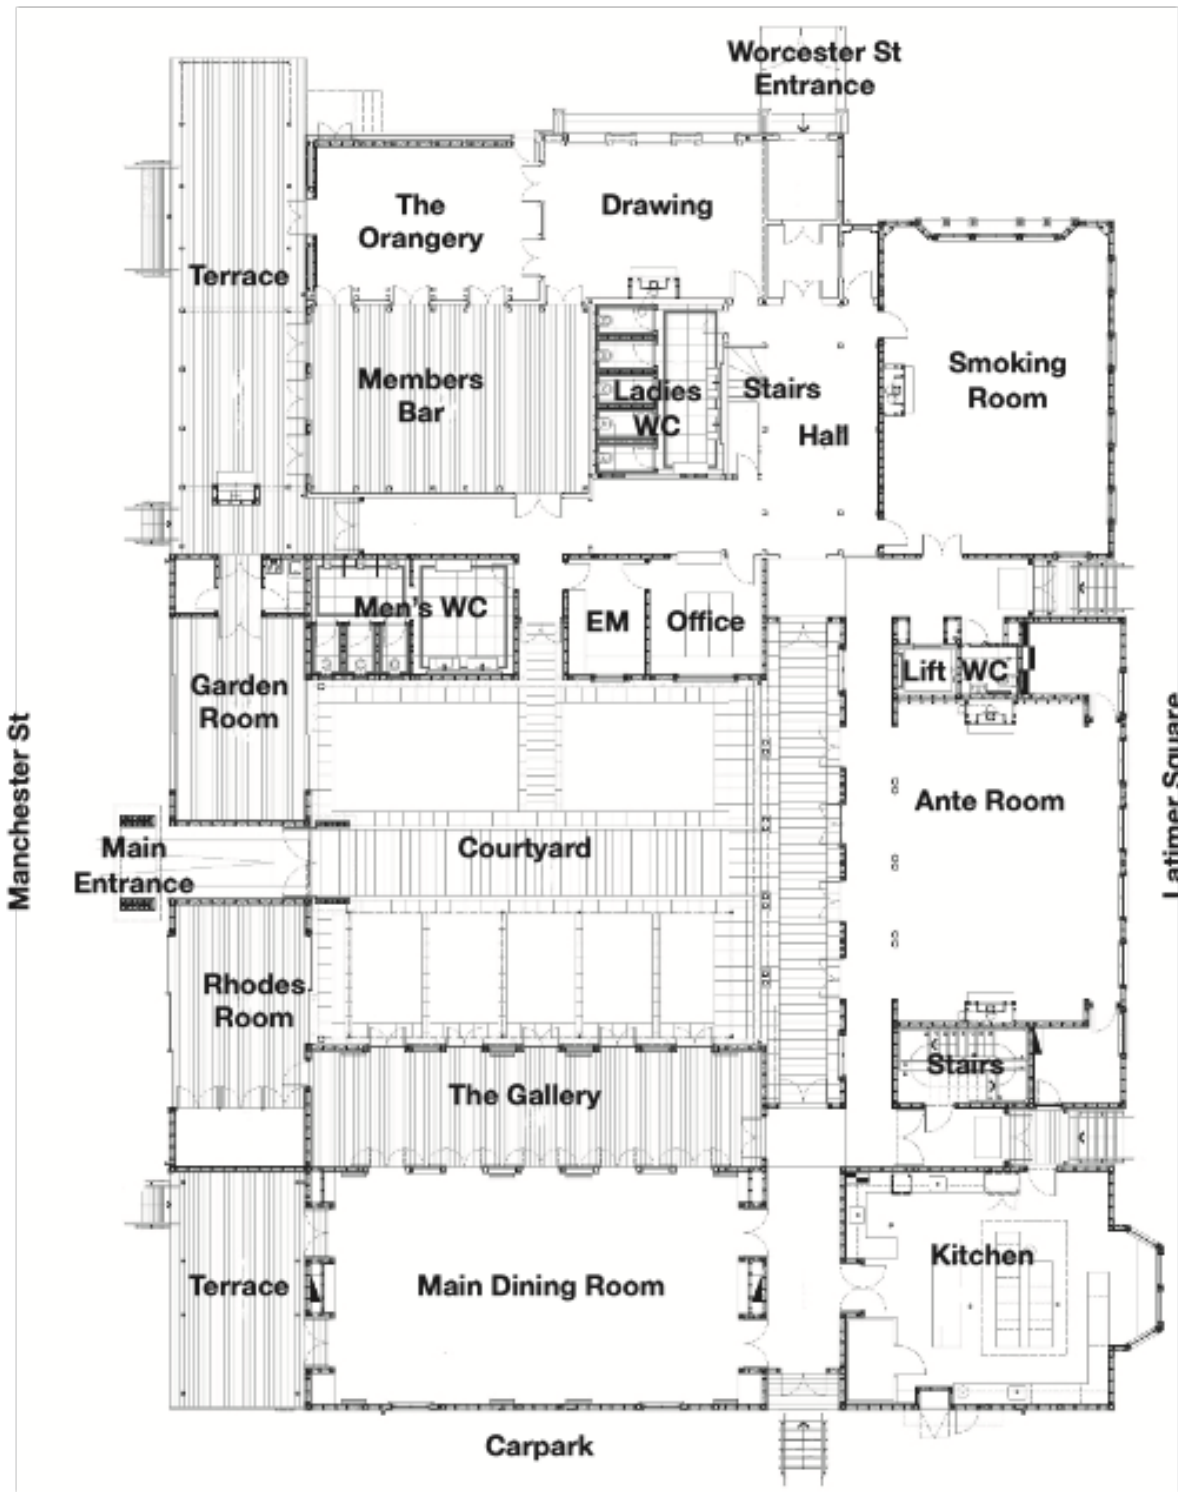 Worcester St
Entrance
The
Orangery
Drawing
Terrace
Smoking
Room
Members
Bar
Ladies
WC
Stairs
Hall
Men's WC
EM
Office
Lift
WC
Garden
Room
Manchester St
Latimer Square
Ante Room
Main
Entrance
Courtyard
Rhodes
Room
Stairs
The Gallery
Kitchen
Terrace
Main Dining Room
Carpark